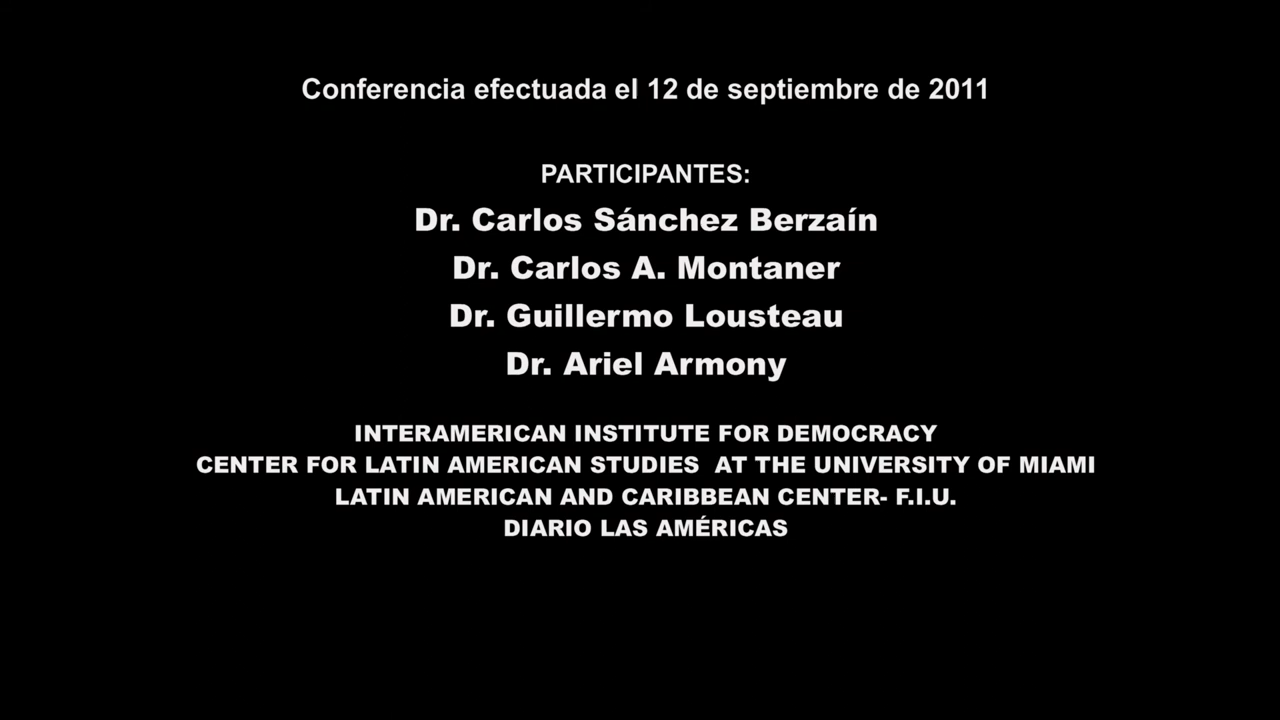 Conferencia efectuada el 12 de septiembre de 2011
PARTICIPANTES:
Dr. Carlos Sánchez Berzaín
Dr. Carlos A. Montaner
Dr. Guillermo Lousteau
Dr. Ariel Armony
INTERAMERICAN INSTITUTE FOR DEMOCRACY
CENTER FOR LATIN AMERICAN STUDIES  AT THE UNIVERSITY OF MIAMI
LATIN AMERICAN AND CARIBBEAN CENTER- F.I.U.
DIARIO LAS AMÉRICAS